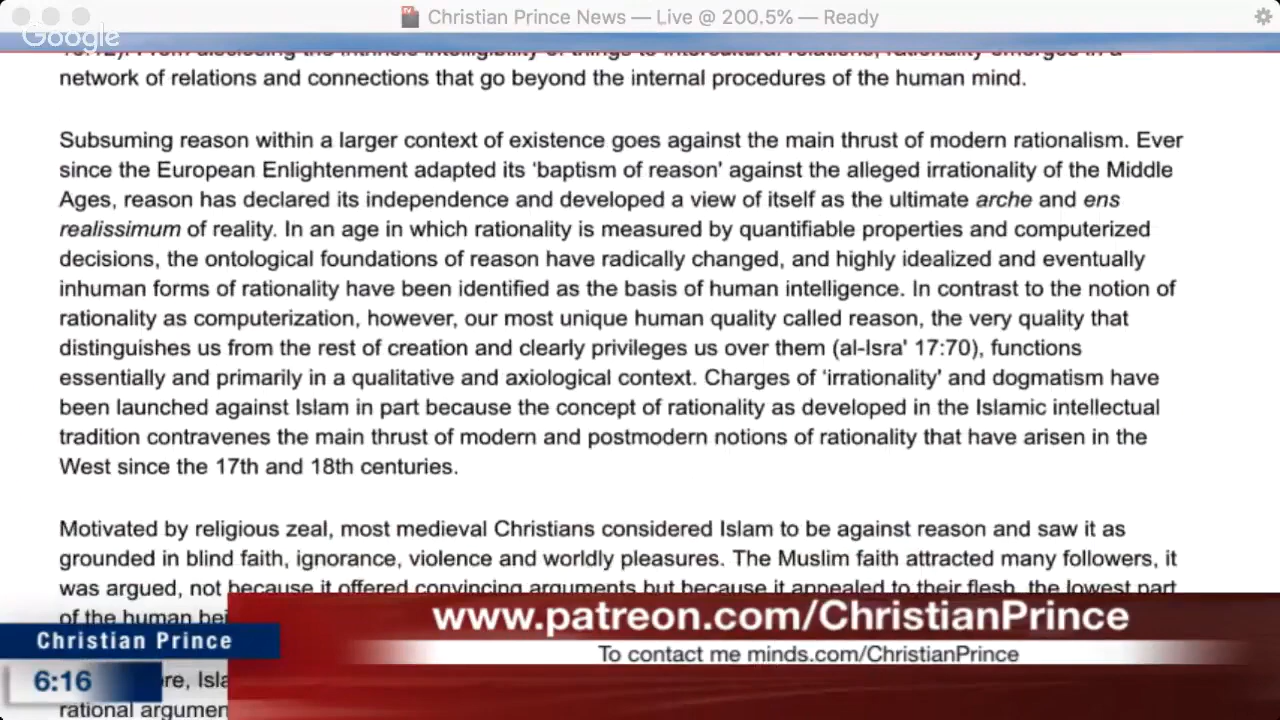 Christian Prince News — Live @ 200.5% — Ready
Google
network of relations and connections that go beyond the internal procedures of the human mind.
Subsuming reason within a larger context of existence goes against the main thrust of modern rationalism. Ever
since the European Enlightenment adapted its ‘baptism of reason’ against the alleged irrationality of the Middle
Ages, reason has declared its independence and developed a view of itself as the ultimate arche and ens
realissimum of reality. In an age in which rationality is measured by quantifiable properties and computerized
decisions, the ontological foundations of reason have radically changed, and highly idealized and eventually
inhuman forms of rationality have been identified as the basis of human intelligence. In contrast to the notion of
rationality as computerization, however, our most unique human quality called reason, the very quality that
distinguishes us from the rest of creation and clearly privileges us over them (al-Isra' 17:70), functions
essentially and primarily in a qualitative and axiological context. Charges of ‘irrationality’ and dogmatism have
been launched against Islam in part because the concept of rationality as developed in the Islamic intellectual
tradition contravenes the main thrust of modern and postmodern notions of rationality that have arisen in the
West since the 17th and 18th centuries.
Motivated by religious zeal, most medieval Christians considered Islam to be against reason and saw it as
grounded in blind faith, ignorance, violence and worldly pleasures. The Muslim faith attracted many followers, it
was argued, not because it offered convincing arguments but because it appealed to their flesh, the lowest part
of the human
www.patreon.com/ChristianPrince
Christian Prince
To contact me minds.com/ChristianPrince
6:16
rational